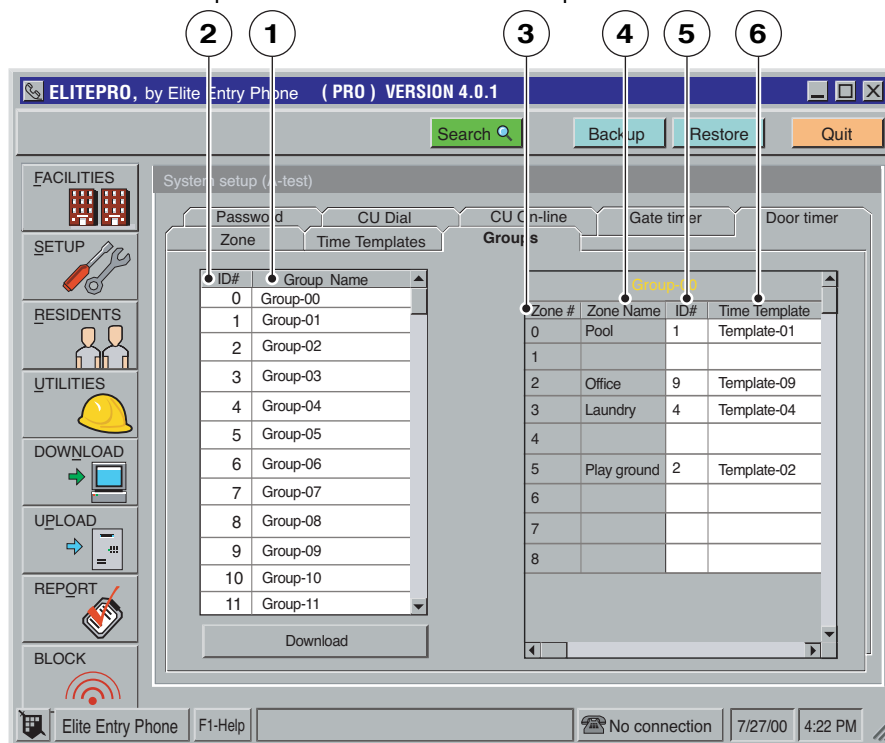 2 1 3 4 5 6
ELITEPRO, by Elite Entry Phone ( PRO ) VERSION 4.0.1
Search Backup Restore Quit
FACILITIES
SETUP
RESIDENTS
UTILITIES
DOWNLOAD
UPLOAD
REPORT
BLOCK
System setup (A-test)
Password CU Dial CU On-line Gate timer Door timer
Zone Time Templates Groups
ID# Group Name
0 Group-00
1 Group-01
2 Group-02
3 Group-03
4 Group-04
5 Group-05
6 Group-06
7 Group-07
8 Group-08
9 Group-09
10 Group-10
11 Group-11
Download
Group-00
Zone # Zone Name ID# Time Template
0 Pool 1 Template-01
1
2 Office 9 Template-09
3 Laundry 4 Template-04
4
5 Play ground 2 Template-02
6
7
8
Elite Entry Phone F1-Help No connection 7/27/00 4:22 PM